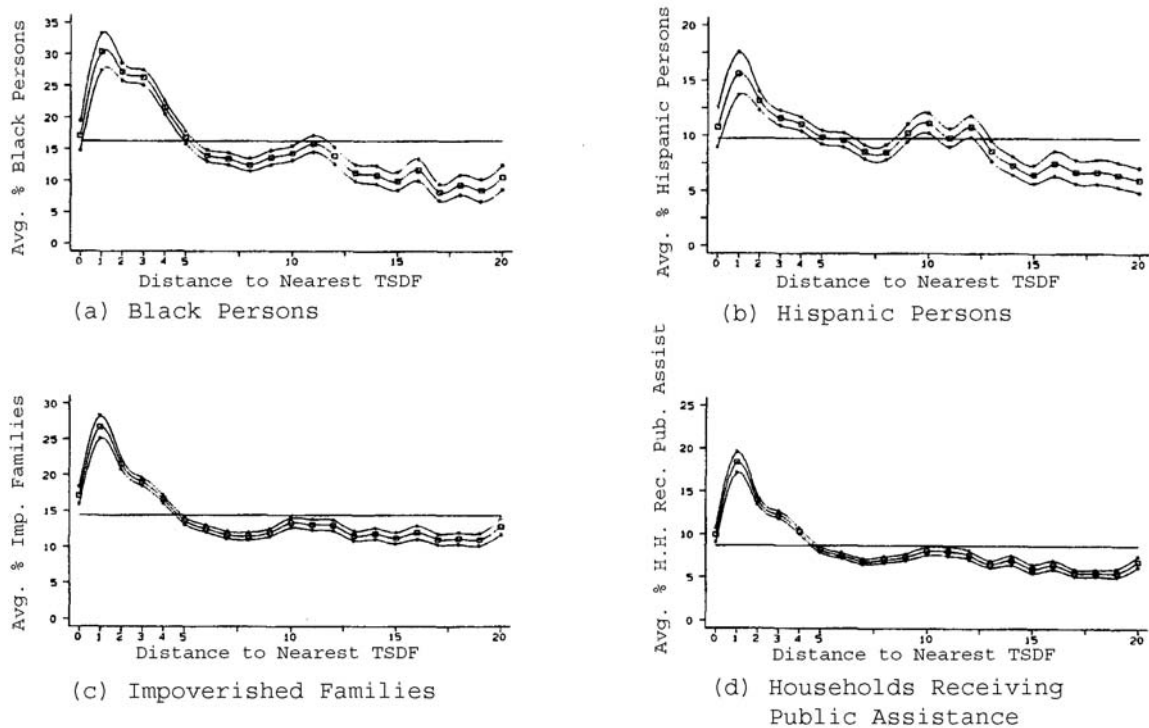 Avg. % Black Persons
35
30
25
20
15
10
5
0
0 1 2 3 4 5 10 15 20
Distance to Nearest TSDF
(a) Black Persons
Avg. % Hispanic Persons
20
15
10
5
0
0 1 2 3 4 5 10 15 20
Distance to Nearest TSDF
(b) Hispanic Persons
Avg. % Imp. Families
30
25
20
15
10
5
0
0 1 2 3 4 5 10 15 20
Distance to Nearest TSDF
(c) Impoverished Families
Avg. % H.H. Rec. Pub. Assist
25
20
15
10
5
0
0 1 2 3 4 5 10 15 20
Distance to Nearest TSDF
(d) Households Receiving
Public Assistance